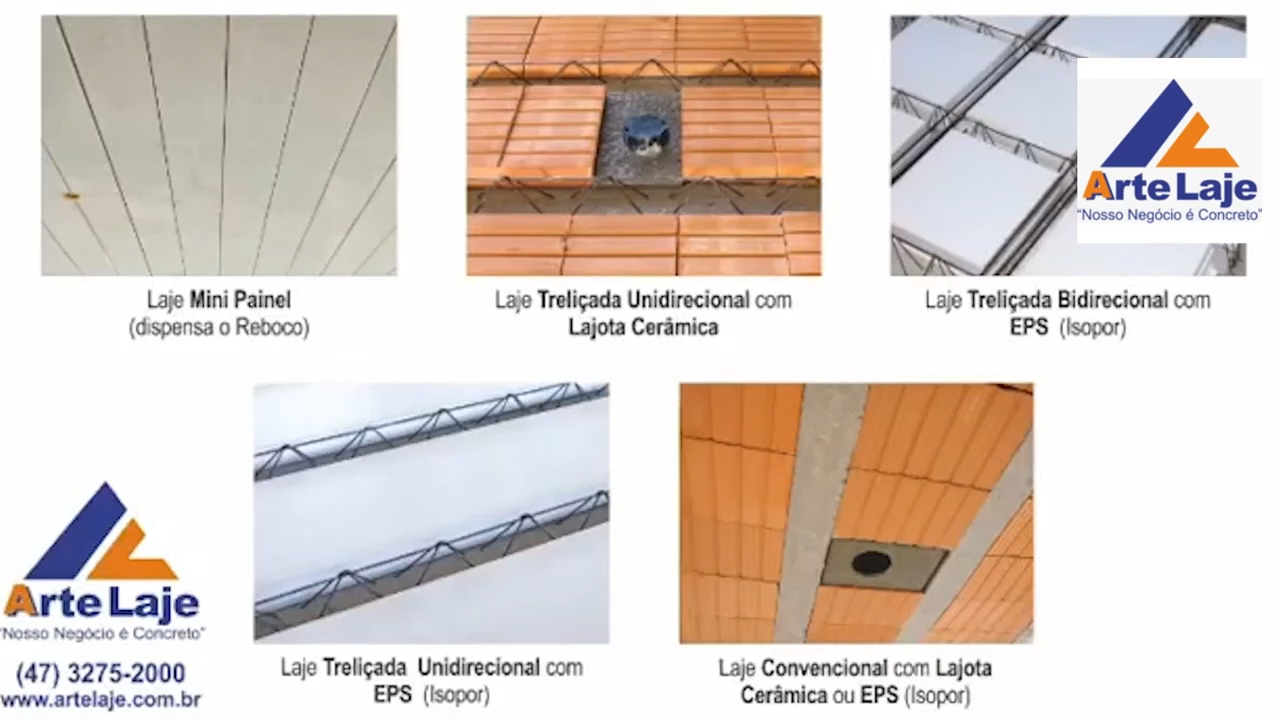 Arte Laje
"Nosso Negócio é Concreto"
Laje Mini Painel
(dispensa o Reboco)
Laje Treliçada Unidirecional com
Lajota Cerâmica
Laje Treliçada Bidirecional com
EPS (Isopor)
Arte Laje
"Nosso Negócio é Concreto"
(47) 3275-2000
www.artelaje.com.br
Laje Treliçada Unidirecional com
EPS (Isopor)
Laje Convencional com Lajota
Cerâmica ou EPS (Isopor)